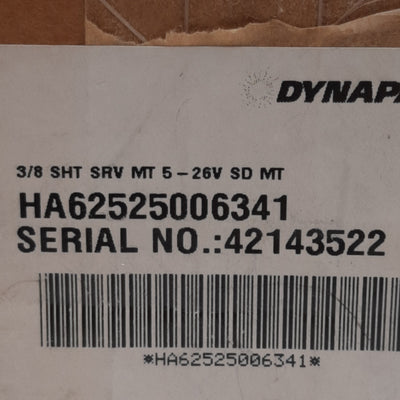 DYNAPA
3/8 SHT SRV MT 5-26V SD MT
HA62525006341
SERIAL NO.:42143522
*HA62525006341*